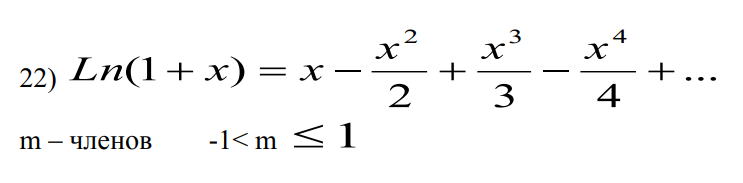 22) Ln(1 + x) = x − x²/2 + x³/3 − x⁴/4 + ...
m – членов -1< m ≤ 1